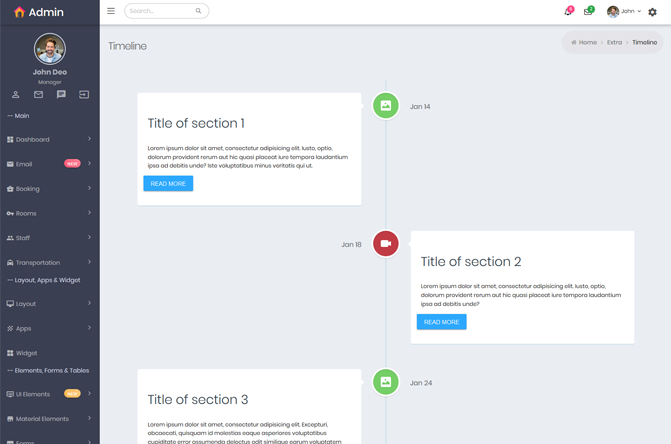 Admin
Search...
6
2
John
John Deo
Manager
-- Main
Dashboard
Email
NEW
Booking
Rooms
Staff
Transportation
-- Layout, Apps & Widget
Layout
Apps
Widget
-- Elements, Forms & Tables
UI Elements
Material Elements
Forms
Timeline
Home > Extra > Timeline
Jan 14
Title of section 1
Lorem ipsum dolor sit amet, consectetur adipisicing elit. Iusto, optio,
dolorum provident rerum aut hic quasi placeat iure tempora laudantium
ipsa ad debitis unde? Iste voluptatibus minus veritatis qui ut.
READ MORE
Jan 18
Title of section 2
Lorem ipsum dolor sit amet, consectetur adipisicing elit. Iusto, optio,
dolorum provident rerum aut hic quasi placeat iure tempora laudantium
ipsa ad debitis unde?
READ MORE
Jan 24
Title of section 3
Lorem ipsum dolor sit amet, consectetur adipisicing elit. Excepturi,
obcaecati, quisquam id molestias eaque asperiores voluptatibus
cupiditate error assumenda delectus odit similique earum voluptatem